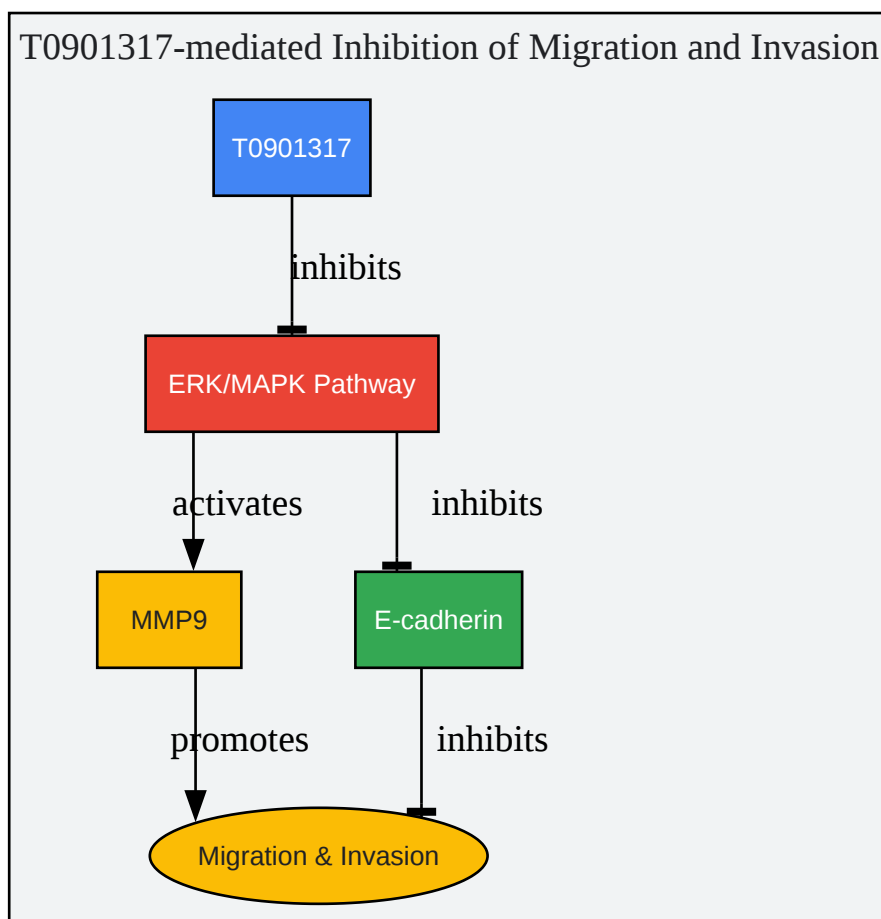 T0901317-mediated Inhibition of Migration and Invasion
T0901317
inhibits
ERK/MAPK Pathway
activates
inhibits
MMP9
E-cadherin
promotes
inhibits
Migration & Invasion